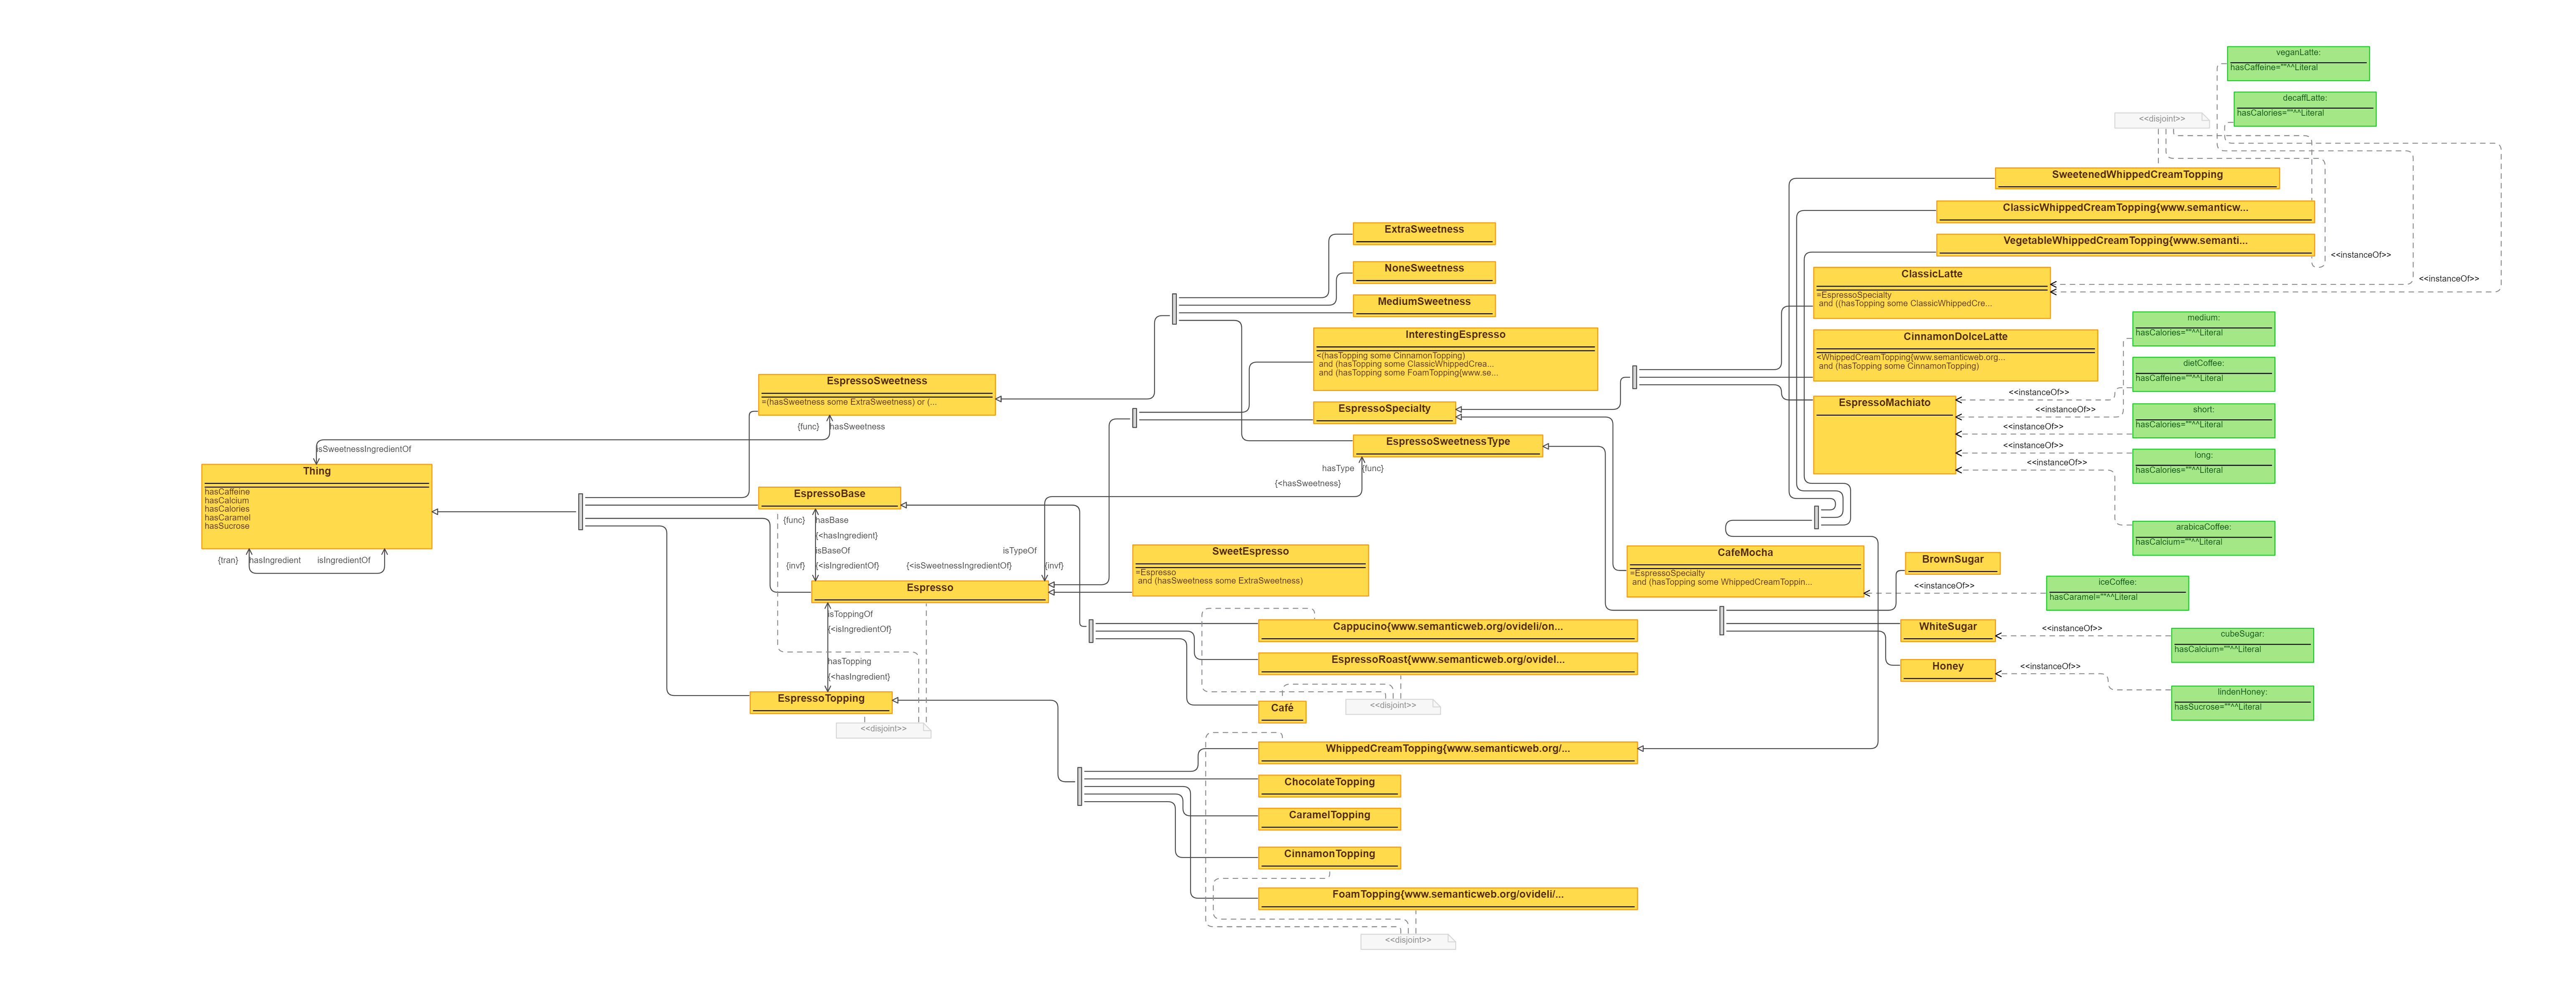 veganLatte:
hasCaffeine=""^^Literal
decaffLatte:
hasCalories=""^^Literal
<<disjoint>>
SweetenedWhippedCreamTopping
ClassicWhippedCreamTopping{www.semanticw...
VegetableWhippedCreamTopping{www.semanti...
<<instanceOf>>
<<instanceOf>>
ExtraSweetness
NoneSweetness
MediumSweetness
ClassicLatte
=EspressoSpecialty
and ((hasTopping some ClassicWhippedCre...
InterestingEspresso
<(hasTopping some CinnamonTopping)
and (hasTopping some ClassicWhippedCrea...
and (hasTopping some FoamTopping{www.se...
CinnamonDolceLatte
<WhippedCreamTopping{www.semanticweb.org...
and (hasTopping some CinnamonTopping)
medium:
hasCalories=""^^Literal
dietCoffee:
hasCaffeine=""^^Literal
short:
hasCalories=""^^Literal
long:
hasCalories=""^^Literal
arabicaCoffee:
hasCalcium=""^^Literal
<<instanceOf>>
<<instanceOf>>
<<instanceOf>>
<<instanceOf>>
<<instanceOf>>
EspressoMachiato
EspressoSpecialty
EspressoSweetnessType
hasType {func}
{<hasSweetness}
EspressoSweetness
=(hasSweetness some ExtraSweetness) or (...
{func} hasSweetness
isSweetnessIngredientOf
Thing
hasCaffeine
hasCalcium
hasCalories
hasCaramel
hasSucrose
{tran} hasIngredient isIngredientOf
EspressoBase
{func} hasBase
{<hasIngredient}
isBaseOf
{invf} {<isIngredientOf}
isTypeOf
{<isSweetnessIngredientOf} {invf}
Espresso
SweetEspresso
=Espresso
and (hasSweetness some ExtraSweetness)
CafeMocha
=EspressoSpecialty
and (hasTopping some WhippedCreamToppin...
BrownSugar
<<instanceOf>>
iceCoffee:
hasCaramel=""^^Literal
isToppingOf
{<isIngredientOf}
hasTopping
{<hasIngredient}
EspressoTopping
<<disjoint>>
Cappucino{www.semanticweb.org/ovideli/on...
EspressoRoast{www.semanticweb.org/ovidel...
Café
<<disjoint>>
WhiteSugar
<<instanceOf>>
cubeSugar:
hasCalcium=""^^Literal
Honey
<<instanceOf>>
lindenHoney:
hasSucrose=""^^Literal
WhippedCreamTopping{www.semanticweb.org/...
ChocolateTopping
CaramelTopping
CinnamonTopping
FoamTopping{www.semanticweb.org/ovideli/...
<<disjoint>>